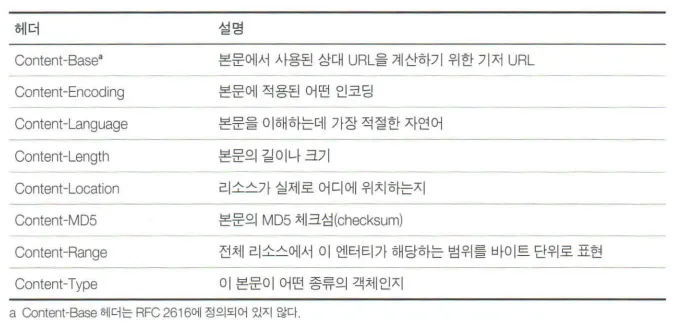 헤더 설명
Content-Baseª 본문에서 사용된 상대 URL을 계산하기 위한 기저 URL
Content-Encoding 본문에 적용된 어떤 인코딩
Content-Language 본문을 이해하는데 가장 적절한 자연어
Content-Length 본문의 길이나 크기
Content-Location 리소스가 실제로 어디에 위치하는지
Content-MD5 본문의 MD5 체크섬(checksum)
Content-Range 전체 리소스에서 이 엔터티가 해당하는 범위를 바이트 단위로 표현
Content-Type 이 본문이 어떤 종류의 객체인지
a Content-Base 헤더는 RFC 2616에 정의되어 있지 않다.